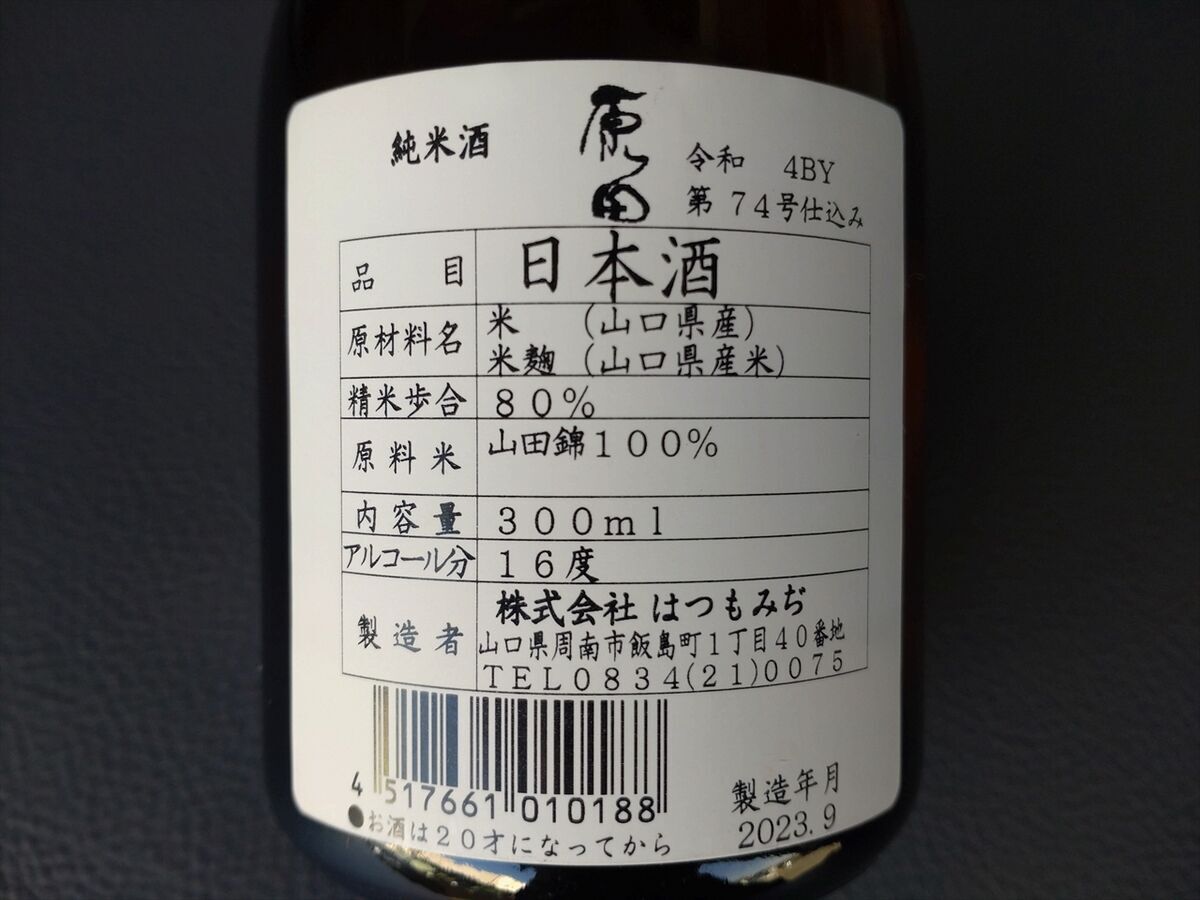 純米酒
原田
令和 4BY
第 74号仕込み
品目 日本酒
原材料名 米 (山口県産)
米麹 (山口県産米)
精米歩合 80%
原料米 山田錦100%
内容量 300ml
アルコール分 16度
製造者 株式会社 はつもみぢ
山口県周南市飯島町1丁目40番地
TEL0834(21)0075
4 517661 010188
●お酒は20才になってから
製造年月
2023.9